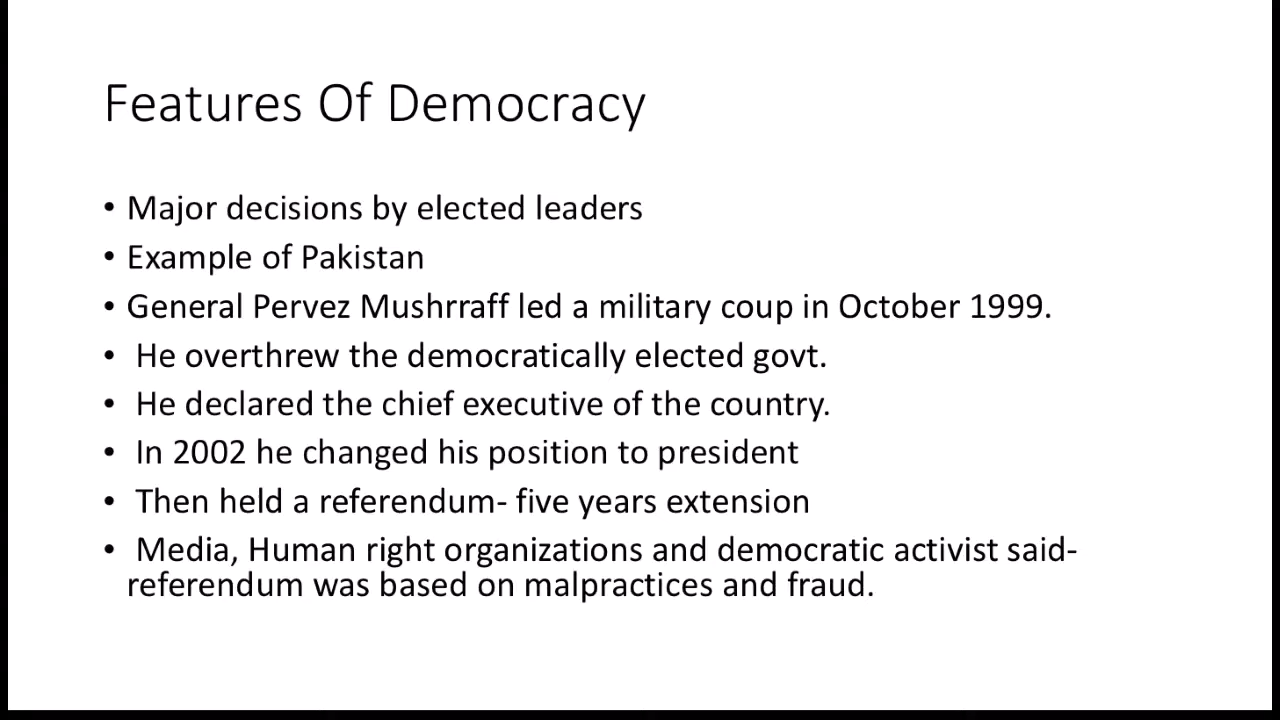 Features Of Democracy
• Major decisions by elected leaders
• Example of Pakistan
• General Pervez Mushrraff led a military coup in October 1999.
• He overthrew the democratically elected govt.
• He declared the chief executive of the country.
• In 2002 he changed his position to president
• Then held a referendum- five years extension
• Media, Human right organizations and democratic activist said-
referendum was based on malpractices and fraud.